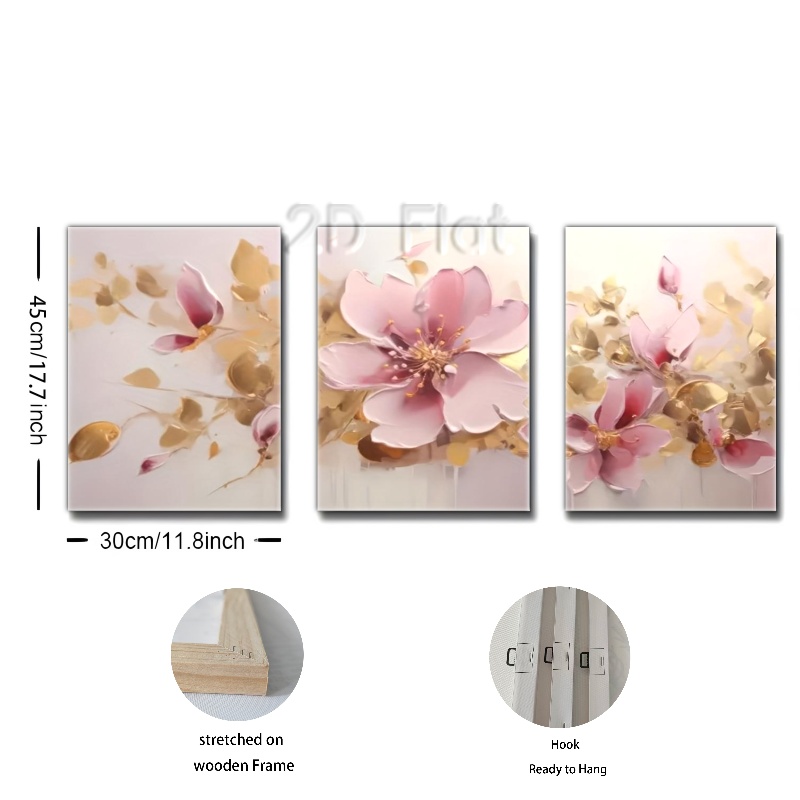 2D Flat
45cm/17.7inch
30cm/11.8inch
stretched on
wooden Frame
Hook
Ready to Hang